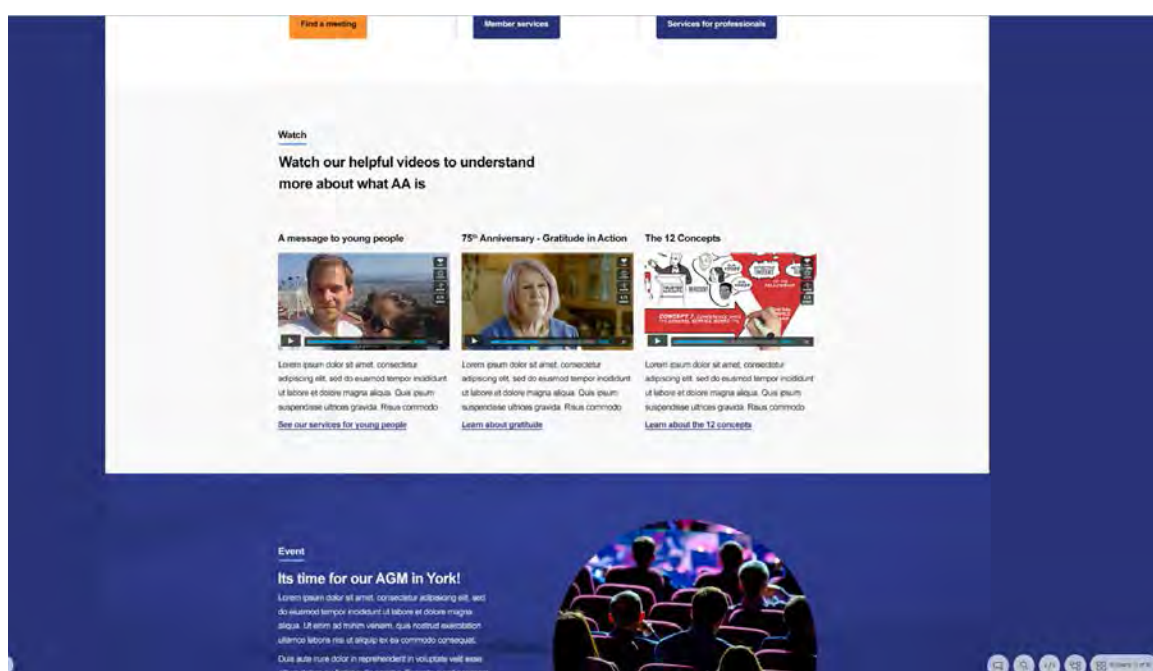 Find a meeting
Member services
Services for professionals
Watch
Watch our helpful videos to understand
more about what AA is
A message to young people
75th Anniversary - Gratitude in Action
The 12 Concepts
CONCEPT 7
Lorem ipsum dolor sit amet, consectetur
adipiscing elit, sed do eiusmod tempor incididunt
ut labore et dolore magna aliqua. Quis ipsum
suspendisse ultrices gravida. Risus commodo
See our services for young people
Lorem ipsum dolor sit amet, consectetur
adipiscing elit, sed do eiusmod tempor incididunt
ut labore et dolore magna aliqua. Quis ipsum
suspendisse ultrices gravida. Risus commodo
Learn about gratitude
Lorem ipsum dolor sit amet, consectetur
adipiscing elit, sed do eiusmod tempor incididunt
ut labore et dolore magna aliqua. Quis ipsum
suspendisse ultrices gravida. Risus commodo
Learn about the 12 concepts
Event
Its time for our AGM in York!
Lorem ipsum dolor sit amet, consectetur adipiscing elit, sed
do eiusmod tempor incididunt ut labore et dolore magna
aliqua. Ut enim ad minim veniam, quis nostrud exercitation
ullamco laboris nisi ut aliquip ex ea commodo consequat.
Duis aute irure dolor in reprehenderit in voluptate velit esse